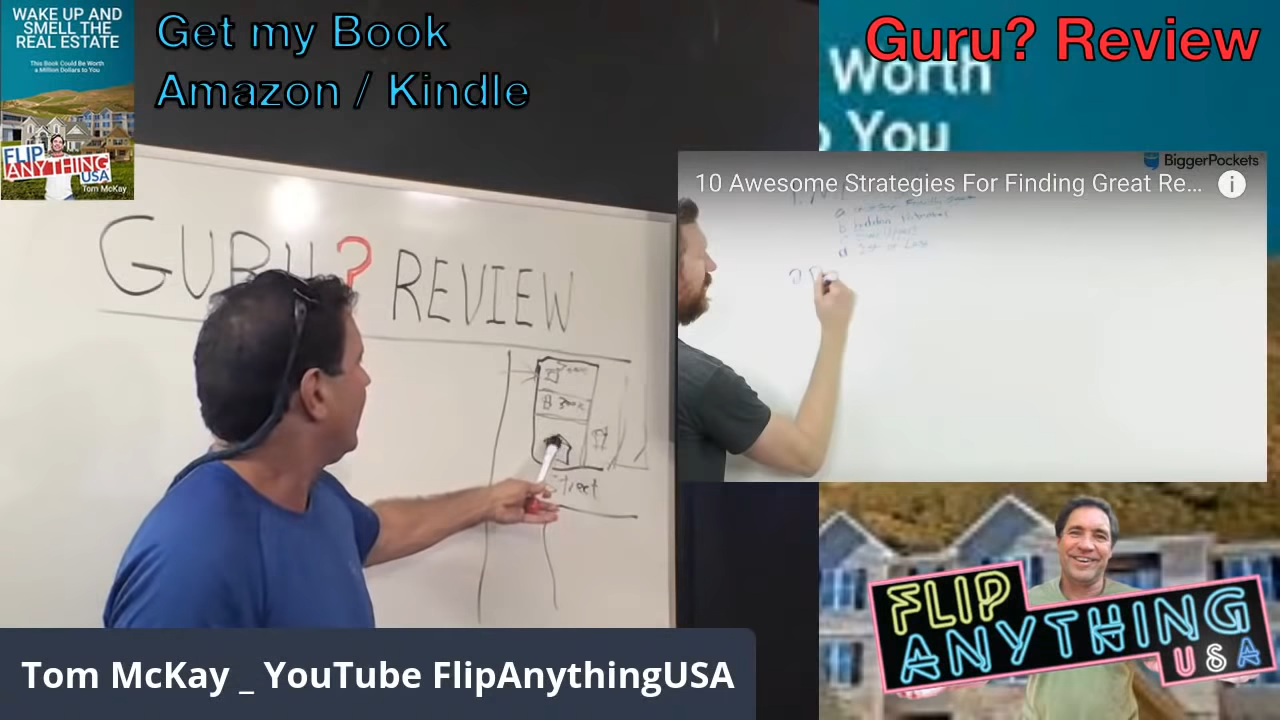 WAKE UP AND
SMELL THE
REAL ESTATE
This Book Could Be Worth
a Million Dollars to You
FLIP
ANYTHING
USA
Tom McKay
Get my Book
Amazon / Kindle
Guru? Review
Worth
You
BiggerPockets
10 Awesome Strategies For Finding Great Re...
i
GURU? REVIEW
Street
FLIP
ANYTHING
USA
Tom McKay _ YouTube FlipAnythingUSA